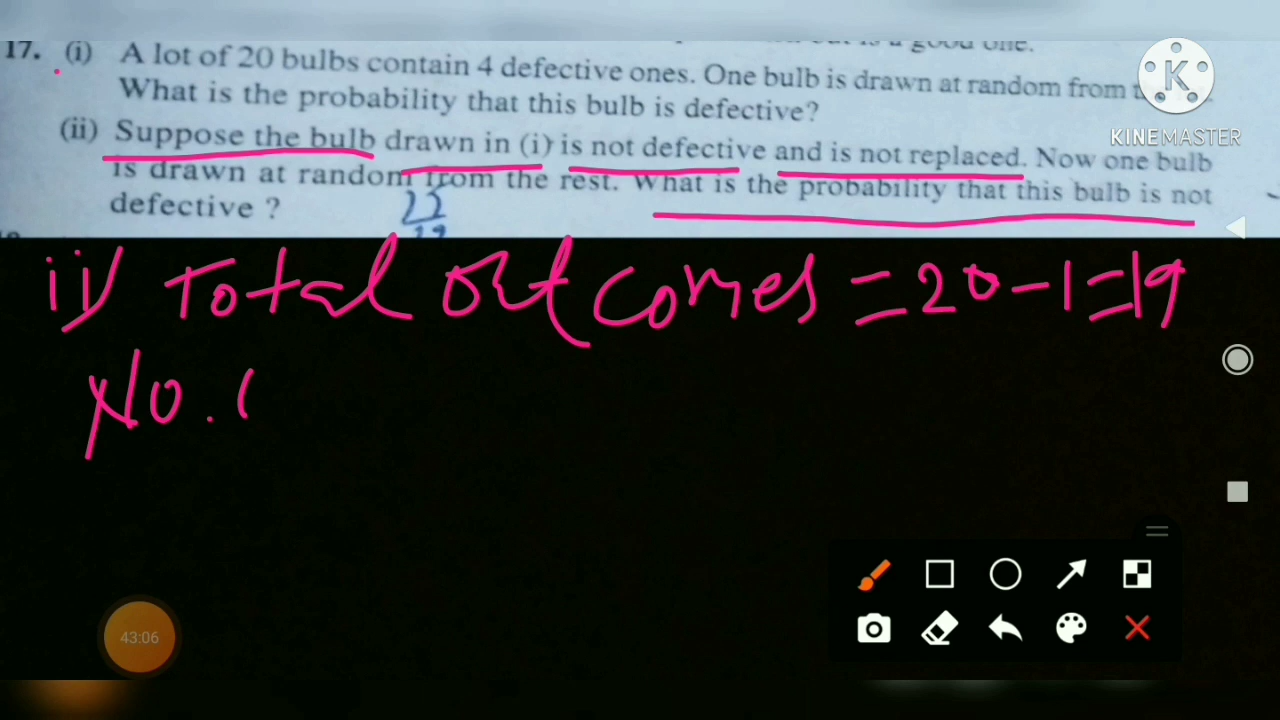 17. (i) A lot of 20 bulbs contain 4 defective ones. One bulb is drawn at random from
What is the probability that this bulb is defective?
(ii) Suppose the bulb drawn in (i) is not defective and is not replaced. Now one bulb
is drawn at random from the rest. What is the probability that this bulb is not
defective ?
KINEMASTER
ii) Total outcomes = 20-1=19
No. (
43:06